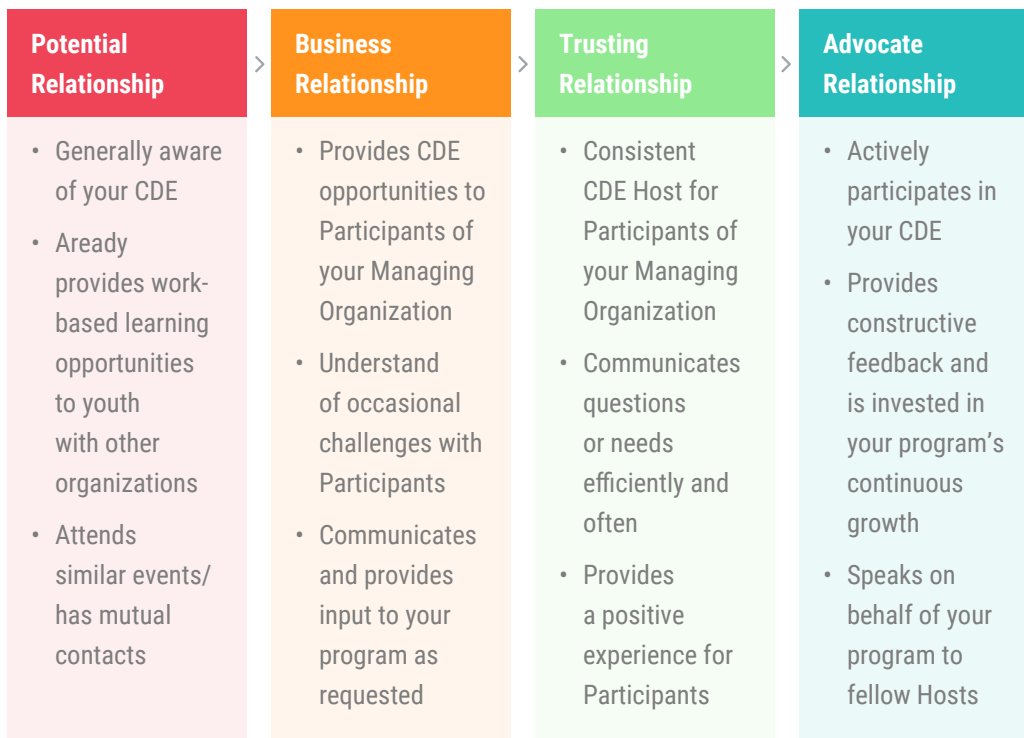 Potential
Relationship
Generally aware
of your CDE
Aready
provides work-
based learning
opportunities
to youth
with other
organizations
Attends
similar events/
has mutual
contacts
Business
Relationship
Provides CDE
opportunities to
Participants of
your Managing
Organization
Understand
of occasional
challenges with
Participants
Communicates
and provides
input to your
program as
requested
Trusting
Relationship
Consistent
CDE Host for
Participants of
your Managing
Organization
Communicates
questions
or needs
efficiently and
often
Provides
a positive
experience for
Participants
Advocate
Relationship
Actively
participates in
your CDE
Provides
constructive
feedback and
is invested in
your program's
continuous
growth
Speaks on
behalf of your
program to
fellow Hosts